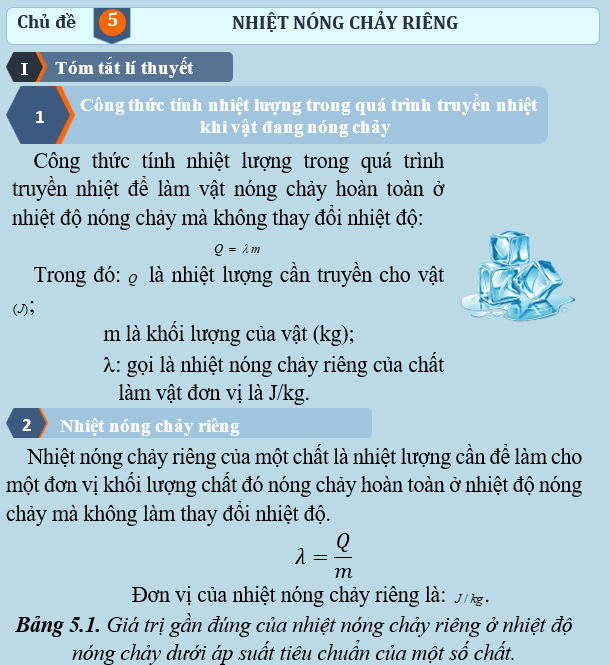 Chủ đề 5 NHIỆT NÓNG CHẢY RIÊNG
I Tóm tắt lí thuyết
1 Công thức tính nhiệt lượng trong quá trình truyền nhiệt
khi vật đang nóng chảy
Công thức tính nhiệt lượng trong quá trình
truyền nhiệt để làm vật nóng chảy hoàn toàn ở
nhiệt độ nóng chảy mà không thay đổi nhiệt độ:
Q = λm
Trong đó: Q là nhiệt lượng cần truyền cho vật
(J);
m là khối lượng của vật (kg);
λ: gọi là nhiệt nóng chảy riêng của chất
làm vật đơn vị là J/kg.
2 Nhiệt nóng chảy riêng
Nhiệt nóng chảy riêng của một chất là nhiệt lượng cần để làm cho
một đơn vị khối lượng chất đó nóng chảy hoàn toàn ở nhiệt độ nóng
chảy mà không làm thay đổi nhiệt độ.
λ = Q/m
Đơn vị của nhiệt nóng chảy riêng là: J/kg.
Bảng 5.1. Giá trị gần đúng của nhiệt nóng chảy riêng ở nhiệt độ
nóng chảy dưới áp suất tiêu chuẩn của một số chất.